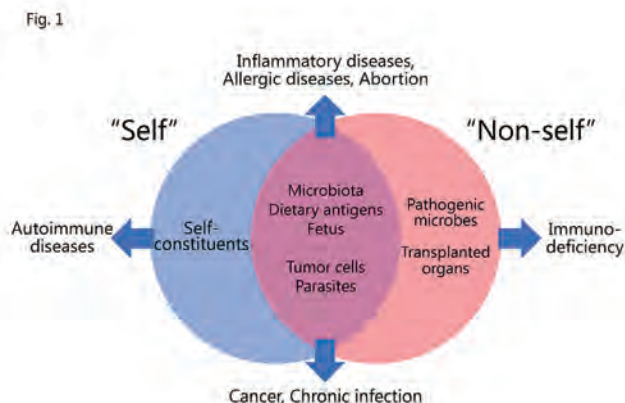 Fig. 1
Inflammatory diseases,
Allergic diseases, Abortion
“Self”
“Non-self”
Microbiota
Dietary antigens
Fetus
Tumor cells
Parasites
Pathogenic
microbes
Transplanted
organs
Autoimmune
diseases
Self-
constituents
Immuno-
deficiency
Cancer, Chronic infection